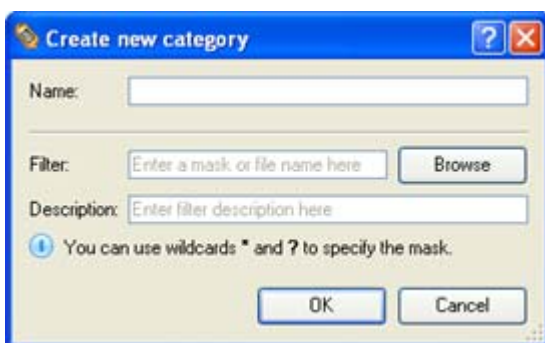 Create new category
Name:
Filter: Enter a mask or file name here Browse
Description: Enter filter description here
You can use wildcards * and ? to specify the mask.
OK Cancel